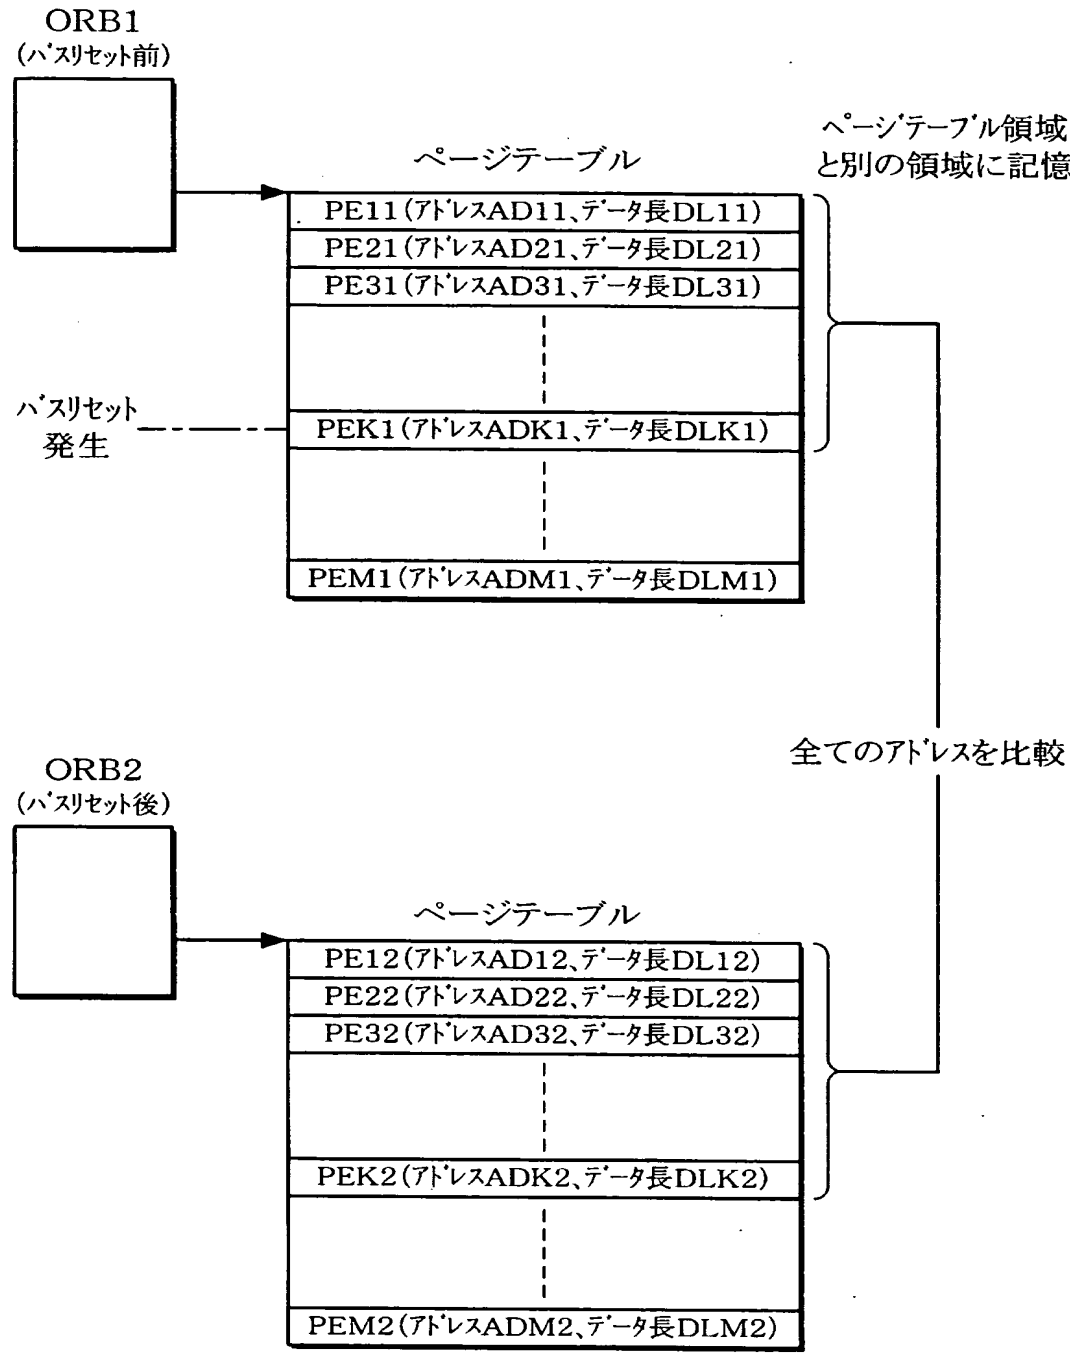 ORB1
(バスリセット前)
ページテーブル領域
と別の領域に記憶
ページテーブル
PE11(アドレスAD11、データ長DL11)
PE21(アドレスAD21、データ長DL21)
PE31(アドレスAD31、データ長DL31)
バスリセット
発生
PEK1(アドレスADK1、データ長DLK1)
PEM1(アドレスADM1、データ長DLM1)
全てのアドレスを比較
ORB2
(バスリセット後)
ページテーブル
PE12(アドレスAD12、データ長DL12)
PE22(アドレスAD22、データ長DL22)
PE32(アドレスAD32、データ長DL32)
PEK2(アドレスADK2、データ長DLK2)
PEM2(アドレスADM2、データ長DLM2)